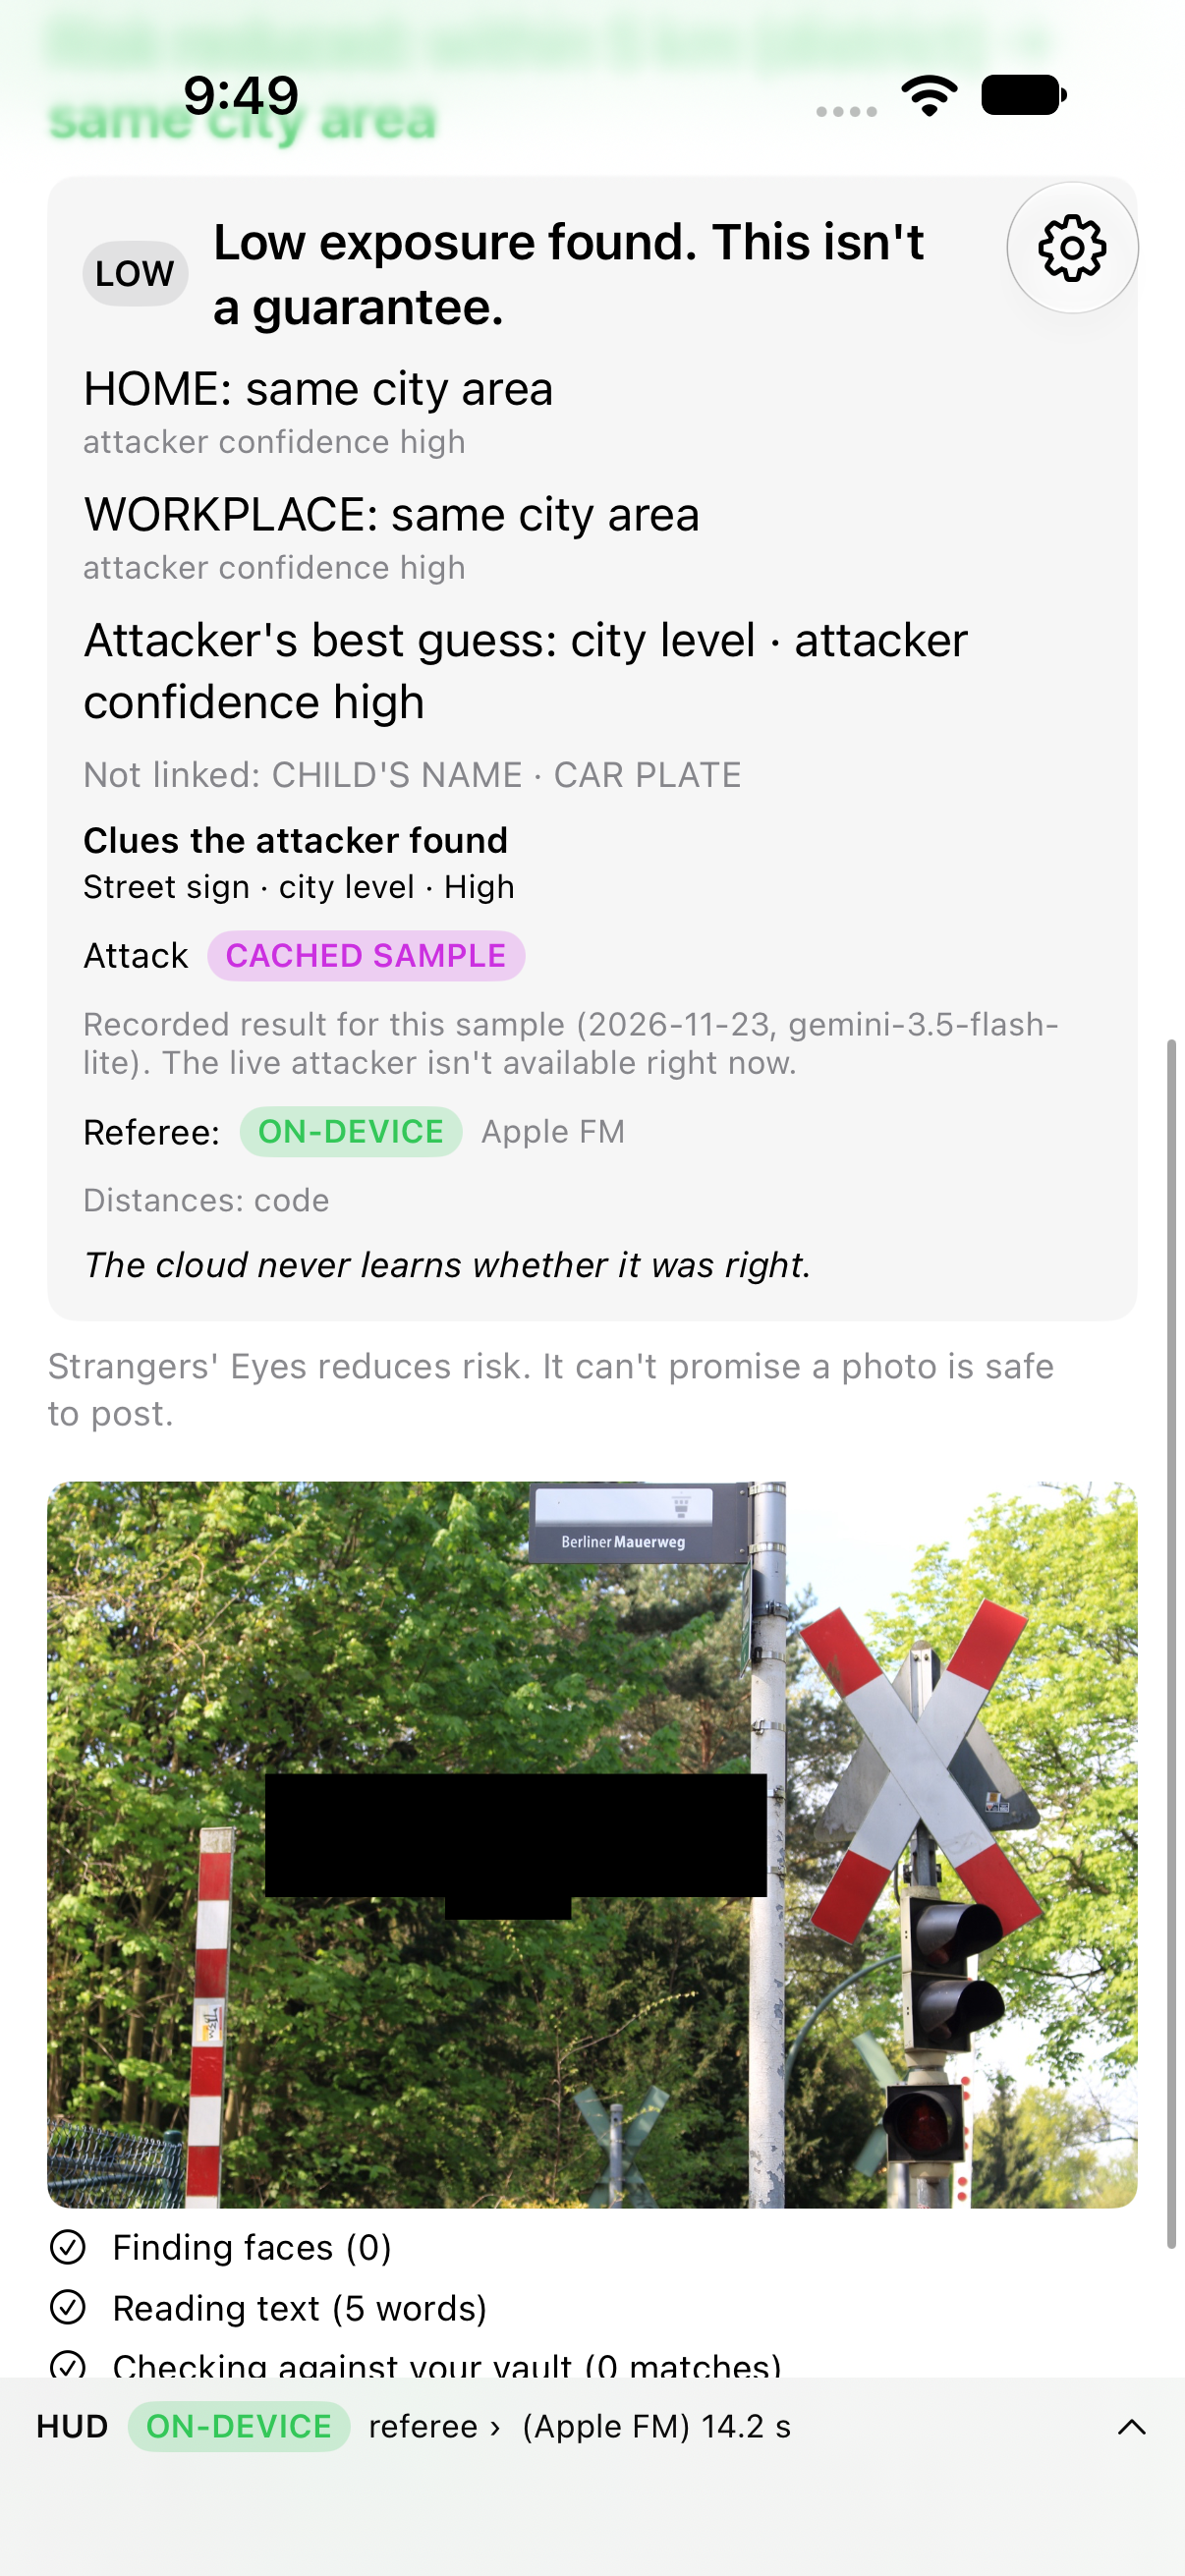 same city area
9:49
LOW
Low exposure found. This isn't
a guarantee.
HOME: same city area
attacker confidence high
WORKPLACE: same city area
attacker confidence high
Attacker's best guess: city level · attacker
confidence high
Not linked: CHILD'S NAME · CAR PLATE
Clues the attacker found
Street sign · city level · High
Attack CACHED SAMPLE
Recorded result for this sample (2026-11-23, gemini-3.5-flash-
lite). The live attacker isn't available right now.
Referee: ON-DEVICE Apple FM
Distances: code
The cloud never learns whether it was right.
Strangers' Eyes reduces risk. It can't promise a photo is safe
to post.
Berliner Mauerweg
Finding faces (0)
Reading text (5 words)
Checking against your vault (0 matches)
HUD ON-DEVICE referee › (Apple FM) 14.2 s